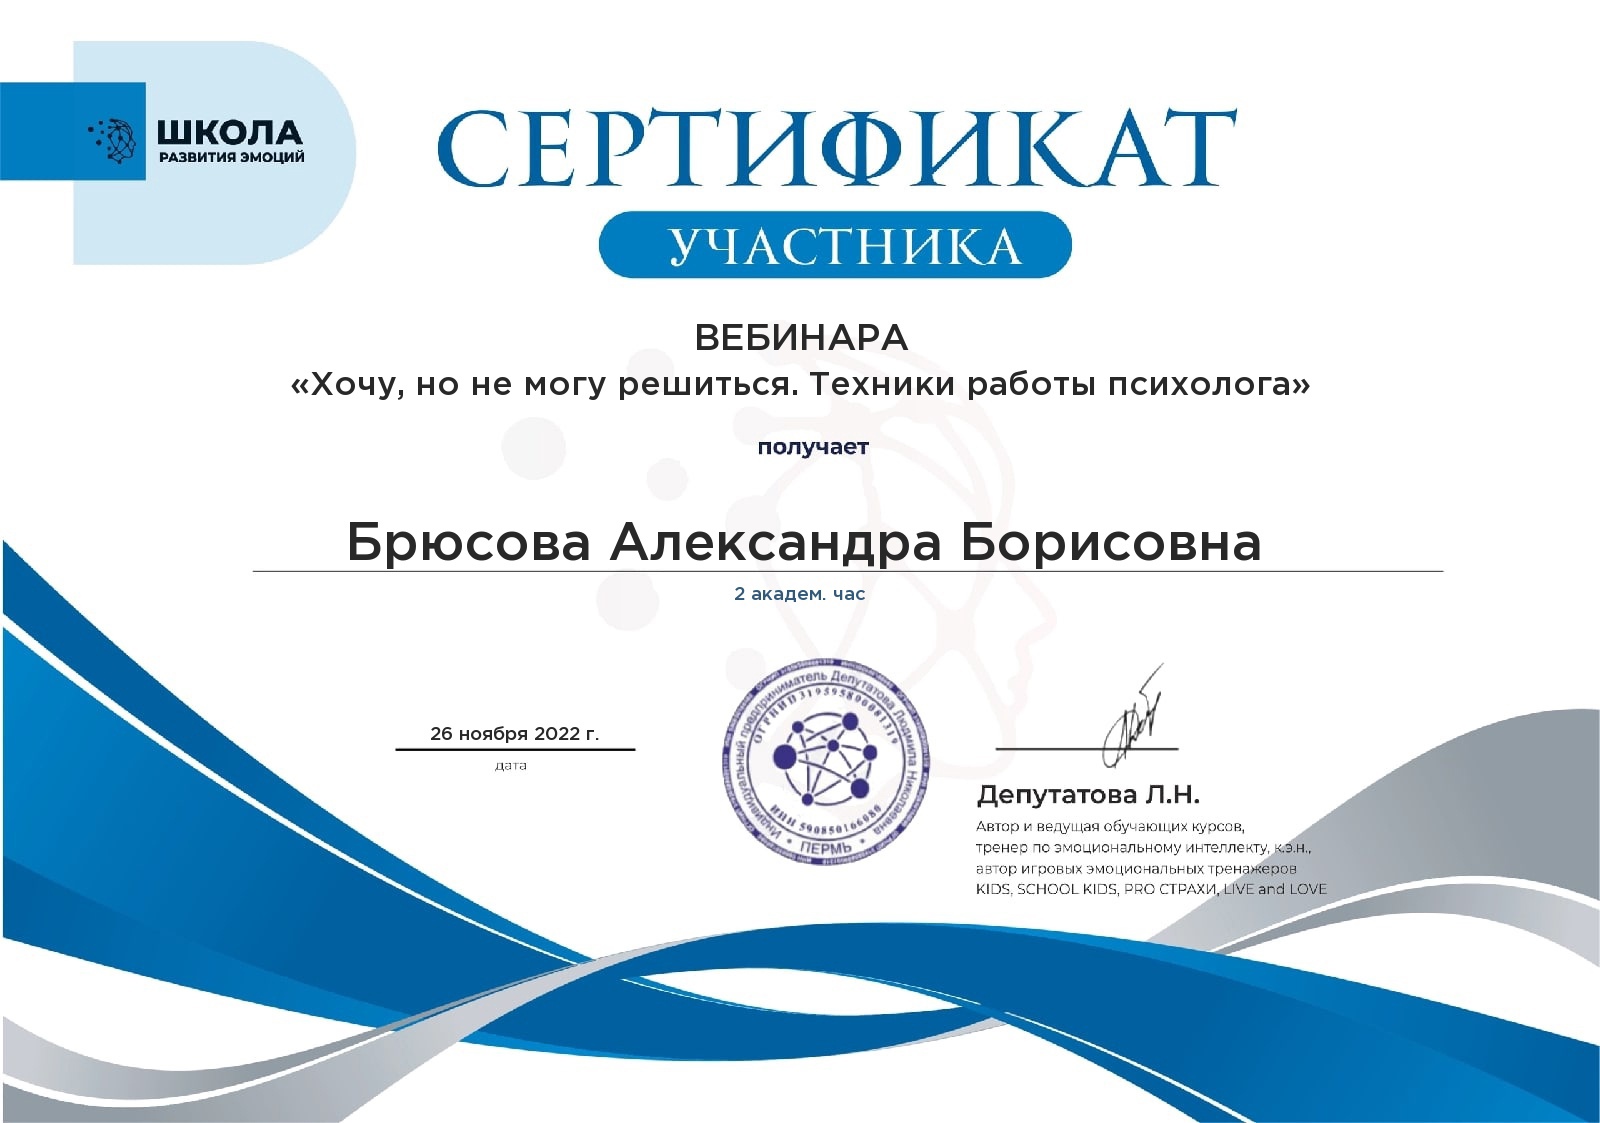 ШКОЛА
РАЗВИТИЯ ЭМОЦИЙ
СЕРТИФИКАТ
УЧАСТНИКА
ВЕБИНАРА
«Хочу, но не могу решиться. Техники работы психолога»
получает
Брюсова Александра Борисовна
2 академ. час
26 ноября 2022 г.
дата
Индивидуальный предприниматель Депутатова Людмила Николаевна
ОГРНИП 319595800081319
ИНН 590850166080
• ПЕРМЬ •
Депутатова Л.Н.
Автор и ведущая обучающих курсов,
тренер по эмоциональному интеллекту, к.э.н.,
автор игровых эмоциональных тренажеров
KIDS, SCHOOL KIDS, PRO СТРАХИ, LIVE and LOVE